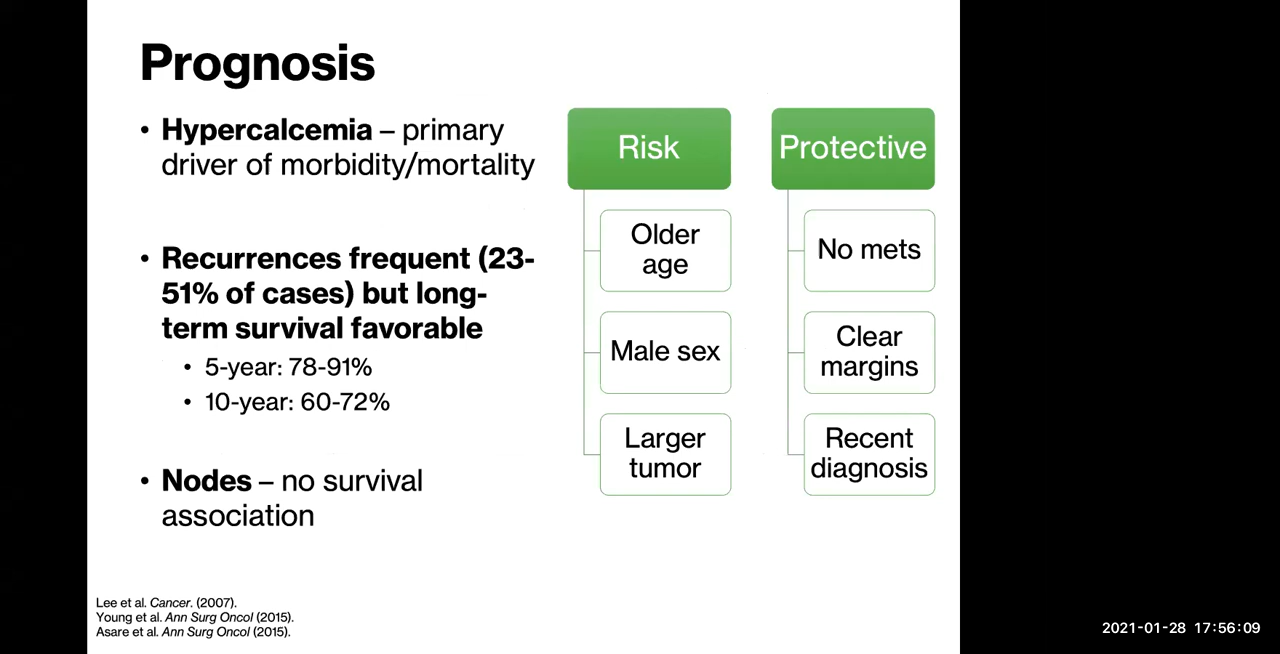 Prognosis
• Hypercalcemia – primary
driver of morbidity/mortality
• Recurrences frequent (23-
51% of cases) but long-
term survival favorable
• 5-year: 78-91%
• 10-year: 60-72%
• Nodes – no survival
association
Risk
Older
age
Male sex
Larger
tumor
Protective
No mets
Clear
margins
Recent
diagnosis
Lee et al. Cancer. (2007).
Young et al. Ann Surg Oncol (2015).
Asare et al. Ann Surg Oncol (2015).
2021-01-28 17:56:09